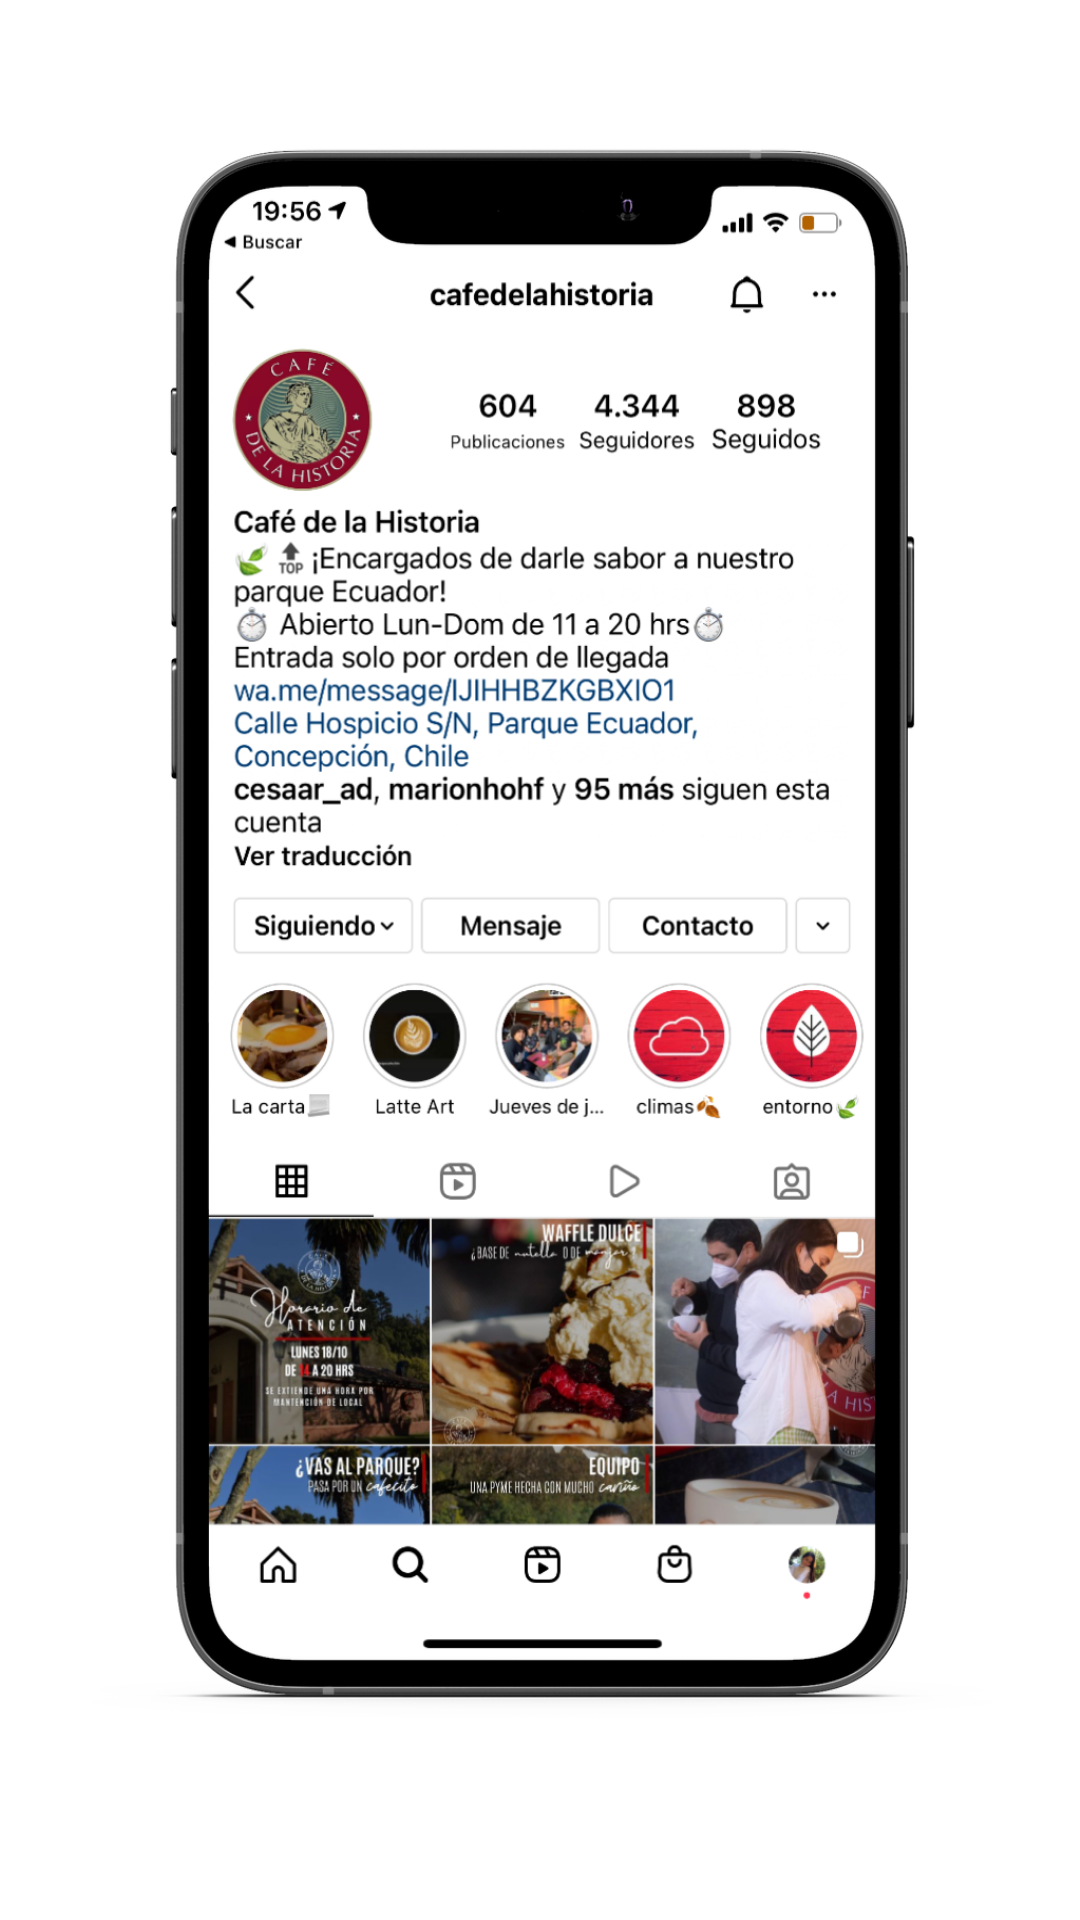 19:56
Buscar
cafedelahistoria
CAFÉ
DE LA HISTORIA
604
4.344
898
Publicaciones
Seguidores
Seguidos
Café de la Historia
TOP ¡Encargados de darle sabor a nuestro
parque Ecuador!
Abierto Lun-Dom de 11 a 20 hrs
Entrada solo por orden de llegada
wa.me/message/IJIHHBZKGBXIO1
Calle Hospicio S/N, Parque Ecuador,
Concepción, Chile
cesaar_ad, marionhohf y 95 más siguen esta
cuenta
Ver traducción
Siguiendo
Mensaje
Contacto
La carta
Latte Art
Jueves de j...
climas
entorno
Horario de
ATENCIÓN
LUNES 18/10
DE 14 A 20 HRS
SE EXTIENDE UNA HORA POR
MANTENCIÓN DE LOCAL
WAFFLE DULCE
¿BASE DE nutella O DE manjar?
A HIS
¿VAS AL PARQUE?
PASA POR UN cafecito
EQUIPO
UNA PYME HECHA CON MUCHO cariño